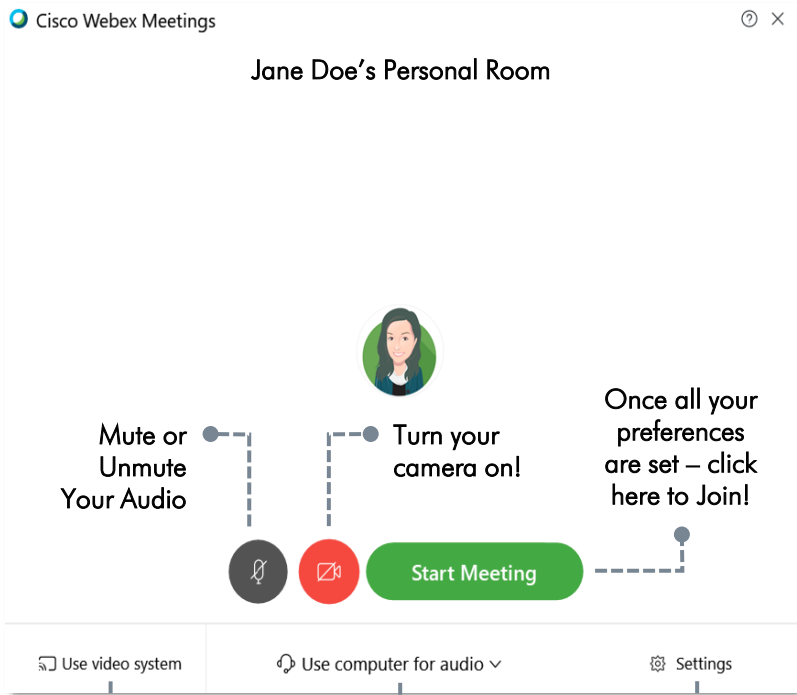 Cisco Webex Meetings
Jane Doe’s Personal Room
Mute or
Unmute
Your Audio
Turn your
camera on!
Once all your
preferences
are set – click
here to Join!
Start Meeting
Use video system
Use computer for audio
Settings